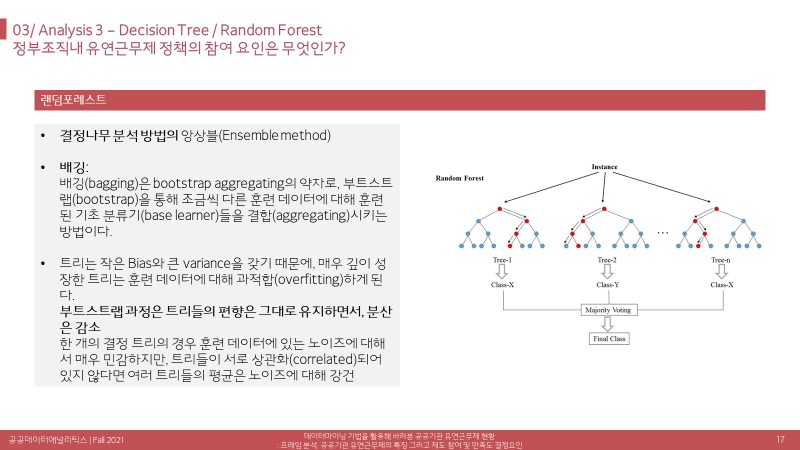 03/ Analysis 3 – Decision Tree / Random Forest
정부조직내 유연근무제 정책의 참여 요인은 무엇인가?
랜덤포레스트
• 결정나무 분석 방법의 앙상블(Ensemble method)
• 배깅:
배깅(bagging)은 bootstrap aggregating의 약자로, 부트스트
랩(bootstrap)을 통해 조금씩 다른 훈련 데이터에 대해 훈련
된 기초 분류기(base learner)들을 결합(aggregating)시키는
방법이다.
• 트리는 작은 Bias와 큰 variance을 갖기 때문에, 매우 깊이 성
장한 트리는 훈련 데이터에 대해 과적합(overfitting)하게 된
다.
부트스트랩 과정은 트리들의 편향은 그대로 유지하면서, 분산
은 감소
한 개의 결정 트리의 경우 훈련 데이터에 있는 노이즈에 대해
서 매우 민감하지만, 트리들이 서로 상관화(correlated)되어
있지 않다면 여러 트리들의 평균은 노이즈에 대해 강건
Instance
Random Forest
...
Tree-1 Tree-2 Tree-n
Class-X Class-Y Class-X
Majority Voting
Final Class
공공데이터애널리틱스 | Fall 2021
데이터마이닝 기법을 활용해 바라본 공공기관 유연근무제 현황
: 프레임 분석, 공공기관 유연근무제의 특징 그리고 제도 참여 및 만족도 결정요인
17